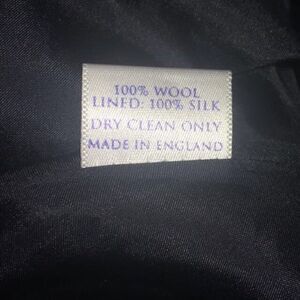 100% WOOL
LINED: 100% SILK
DRY CLEAN ONLY
MADE IN ENGLAND